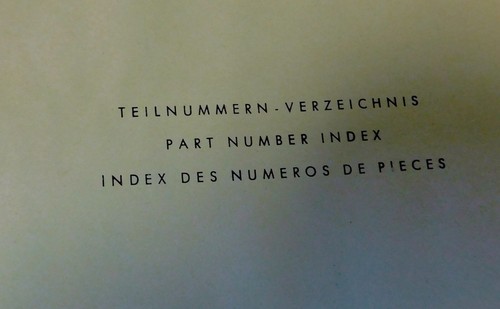 TEILNUMMERN-VERZEICHNIS
PART NUMBER INDEX
INDEX DES NUMEROS DE PIECES